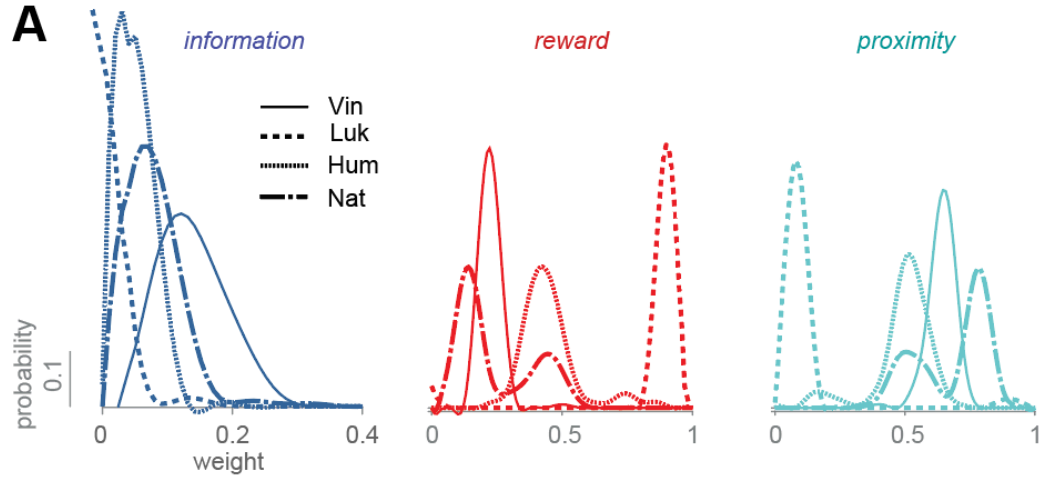 A
information
reward
proximity
Vin
Luk
Hum
Nat
probability
0.1
0 0.2 0.4
0 0.5 1
0 0.5 1
weight